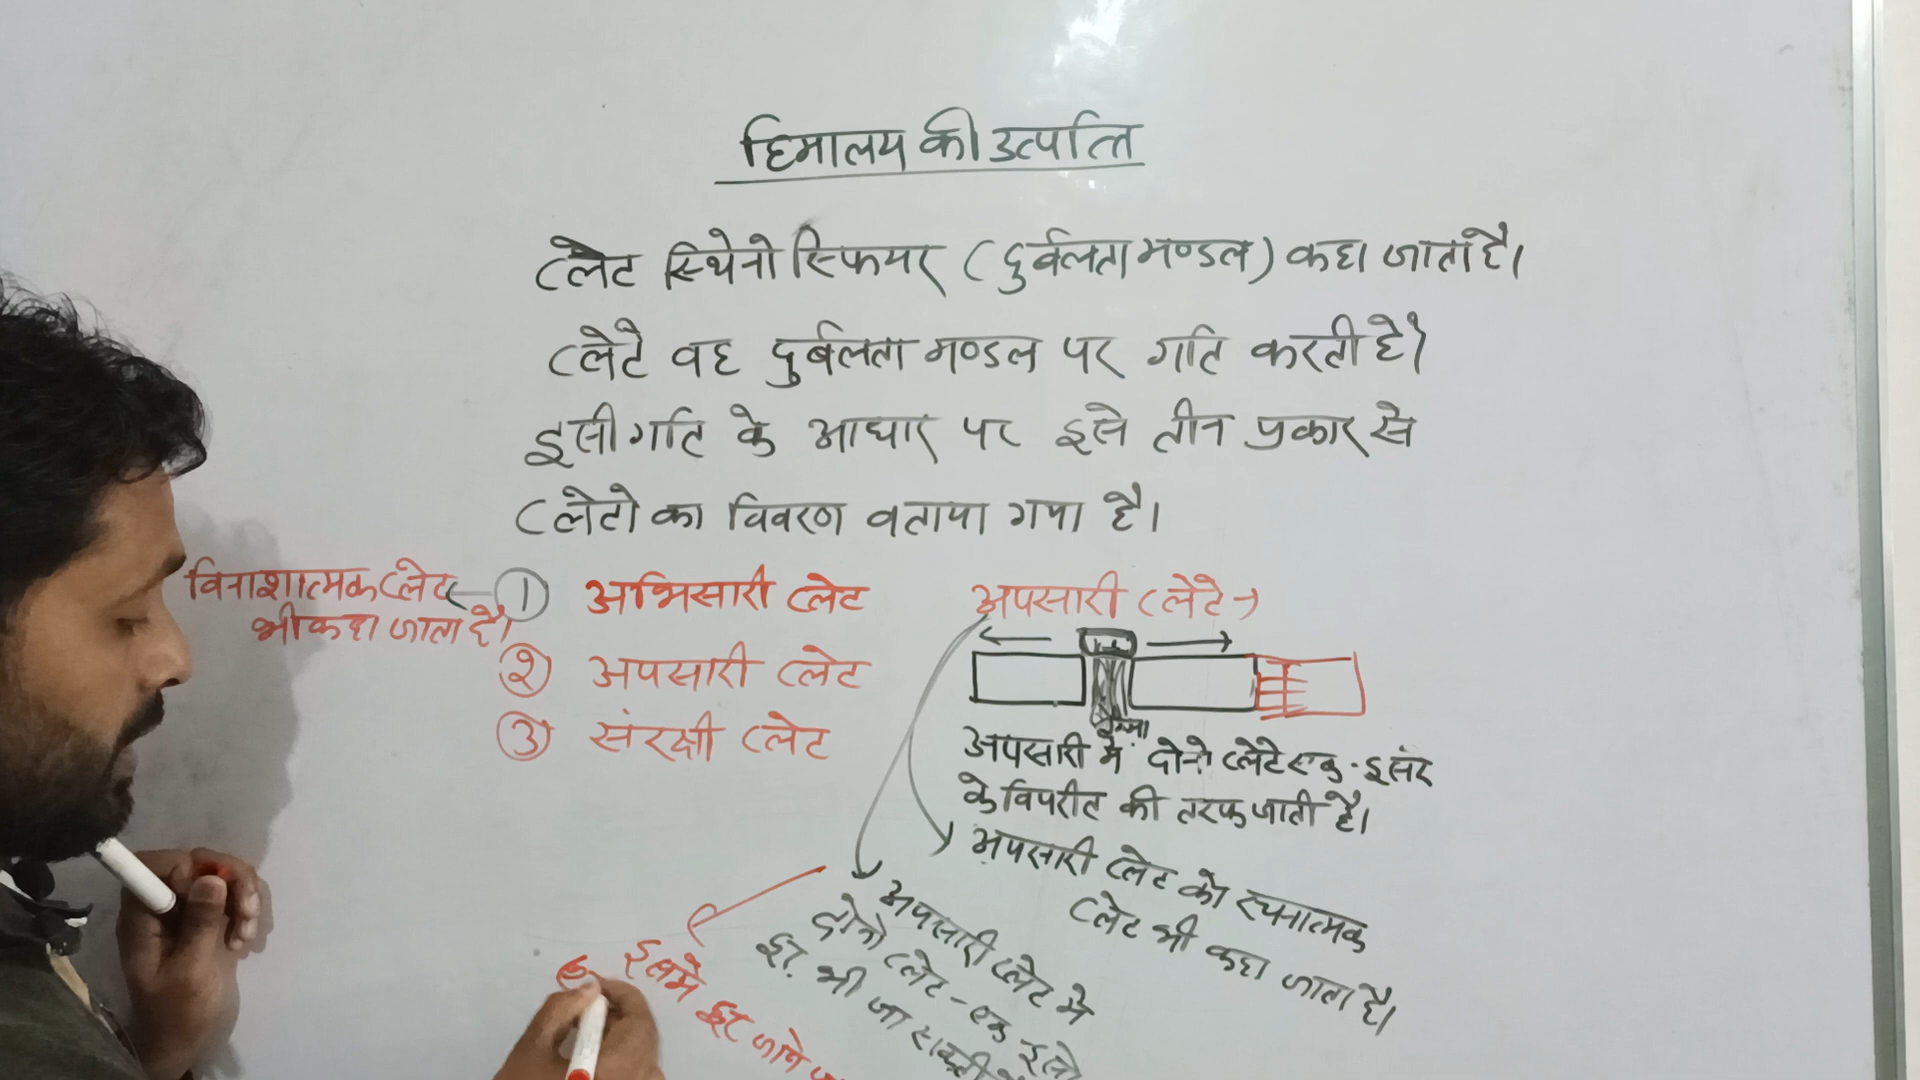 हिमालय की उत्पत्ति
प्लेट स्थिेनोस्फियर (दुर्बलता मण्डल) कहा जाता है।
प्लेटे वह दुर्बलता मण्डल पर गति करती है।
इसी गति के आधार पर इसे तीन प्रकार से
प्लेटो का विवरण बताया गया है।
विनाशात्मक प्लेट
भी कहा जाता है।
① अभिसारी प्लेट
② अपसारी प्लेट
③ संरक्षी प्लेट
अपसारी प्लेटे →
अपसारी में दोनो प्लेटे एक-दूसरे
के विपरीत की तरफ जाती है।
अपसारी प्लेट को रचनात्मक
प्लेट भी कहा जाता है।
अपसारी प्लेट मे
दोनो प्लेट - एक दूसरे
दूर भी जा सकती
इसमे दूर जाने